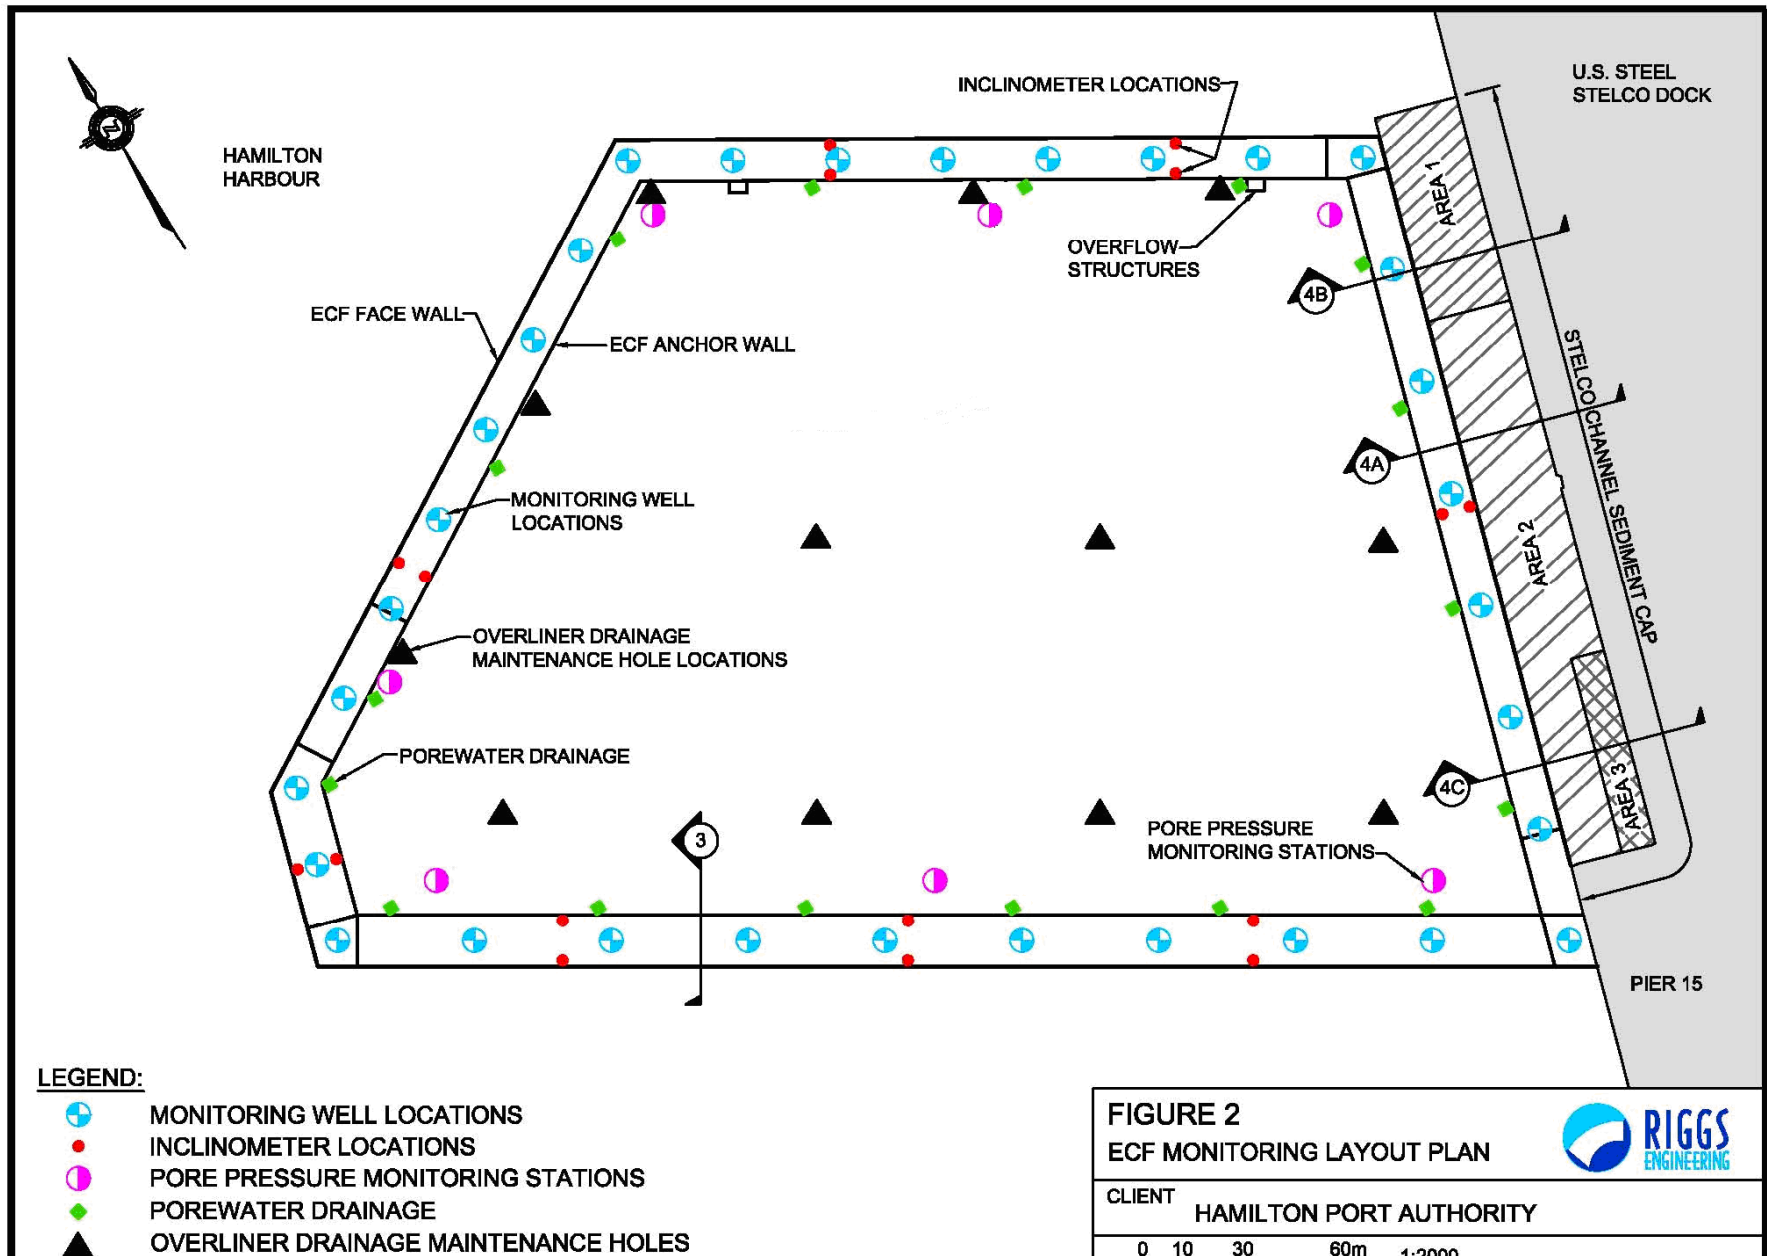 U.S. STEEL
STELCO DOCK
INCLINOMETER LOCATIONS
HAMILTON
HARBOUR
AREA 1
OVERFLOW
STRUCTURES
4B
ECF FACE WALL
ECF ANCHOR WALL
STELCO CHANNEL SEDIMENT CAP
4A
MONITORING WELL
LOCATIONS
AREA 2
OVERLINER DRAINAGE
MAINTENANCE HOLE LOCATIONS
POREWATER DRAINAGE
4C
AREA 3
3
PORE PRESSURE
MONITORING STATIONS
PIER 15
LEGEND:
MONITORING WELL LOCATIONS
INCLINOMETER LOCATIONS
PORE PRESSURE MONITORING STATIONS
POREWATER DRAINAGE
OVERLINER DRAINAGE MAINTENANCE HOLES
FIGURE 2
ECF MONITORING LAYOUT PLAN
RIGGS
ENGINEERING
CLIENT
HAMILTON PORT AUTHORITY
0 10 30 60m 1:2000